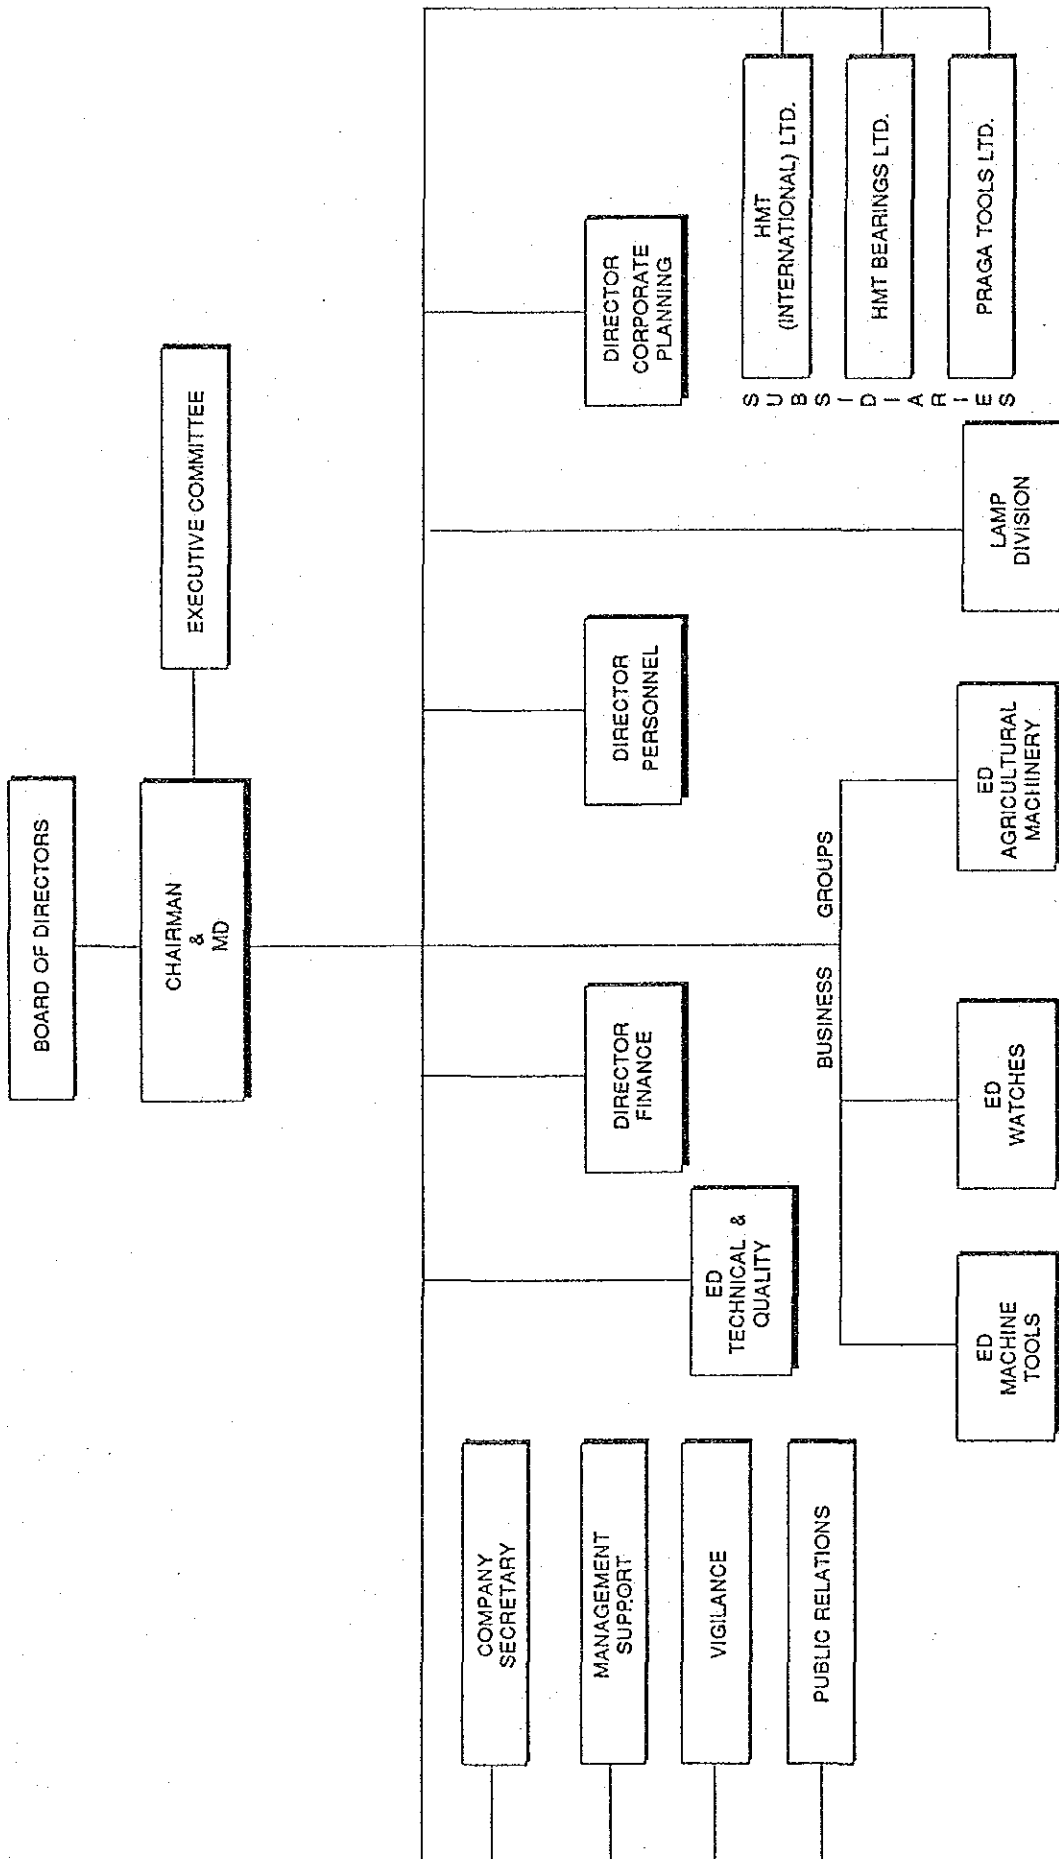 BOARD OF DIRECTORS
CHAIRMAN
&
MD
EXECUTIVE COMMITTEE
COMPANY
SECRETARY
MANAGEMENT
SUPPORT
VIGILANCE
PUBLIC RELATIONS
ED
TECHNICAL &
QUALITY
DIRECTOR
FINANCE
DIRECTOR
PERSONNEL
DIRECTOR
CORPORATE
PLANNING
BUSINESS GROUPS
ED
MACHINE
TOOLS
ED
WATCHES
ED
AGRICULTURAL
MACHINERY
LAMP
DIVISION
SUBSIDIARIES
HMT
(INTERNATIONAL) LTD.
HMT BEARINGS LTD.
PRAGA TOOLS LTD.